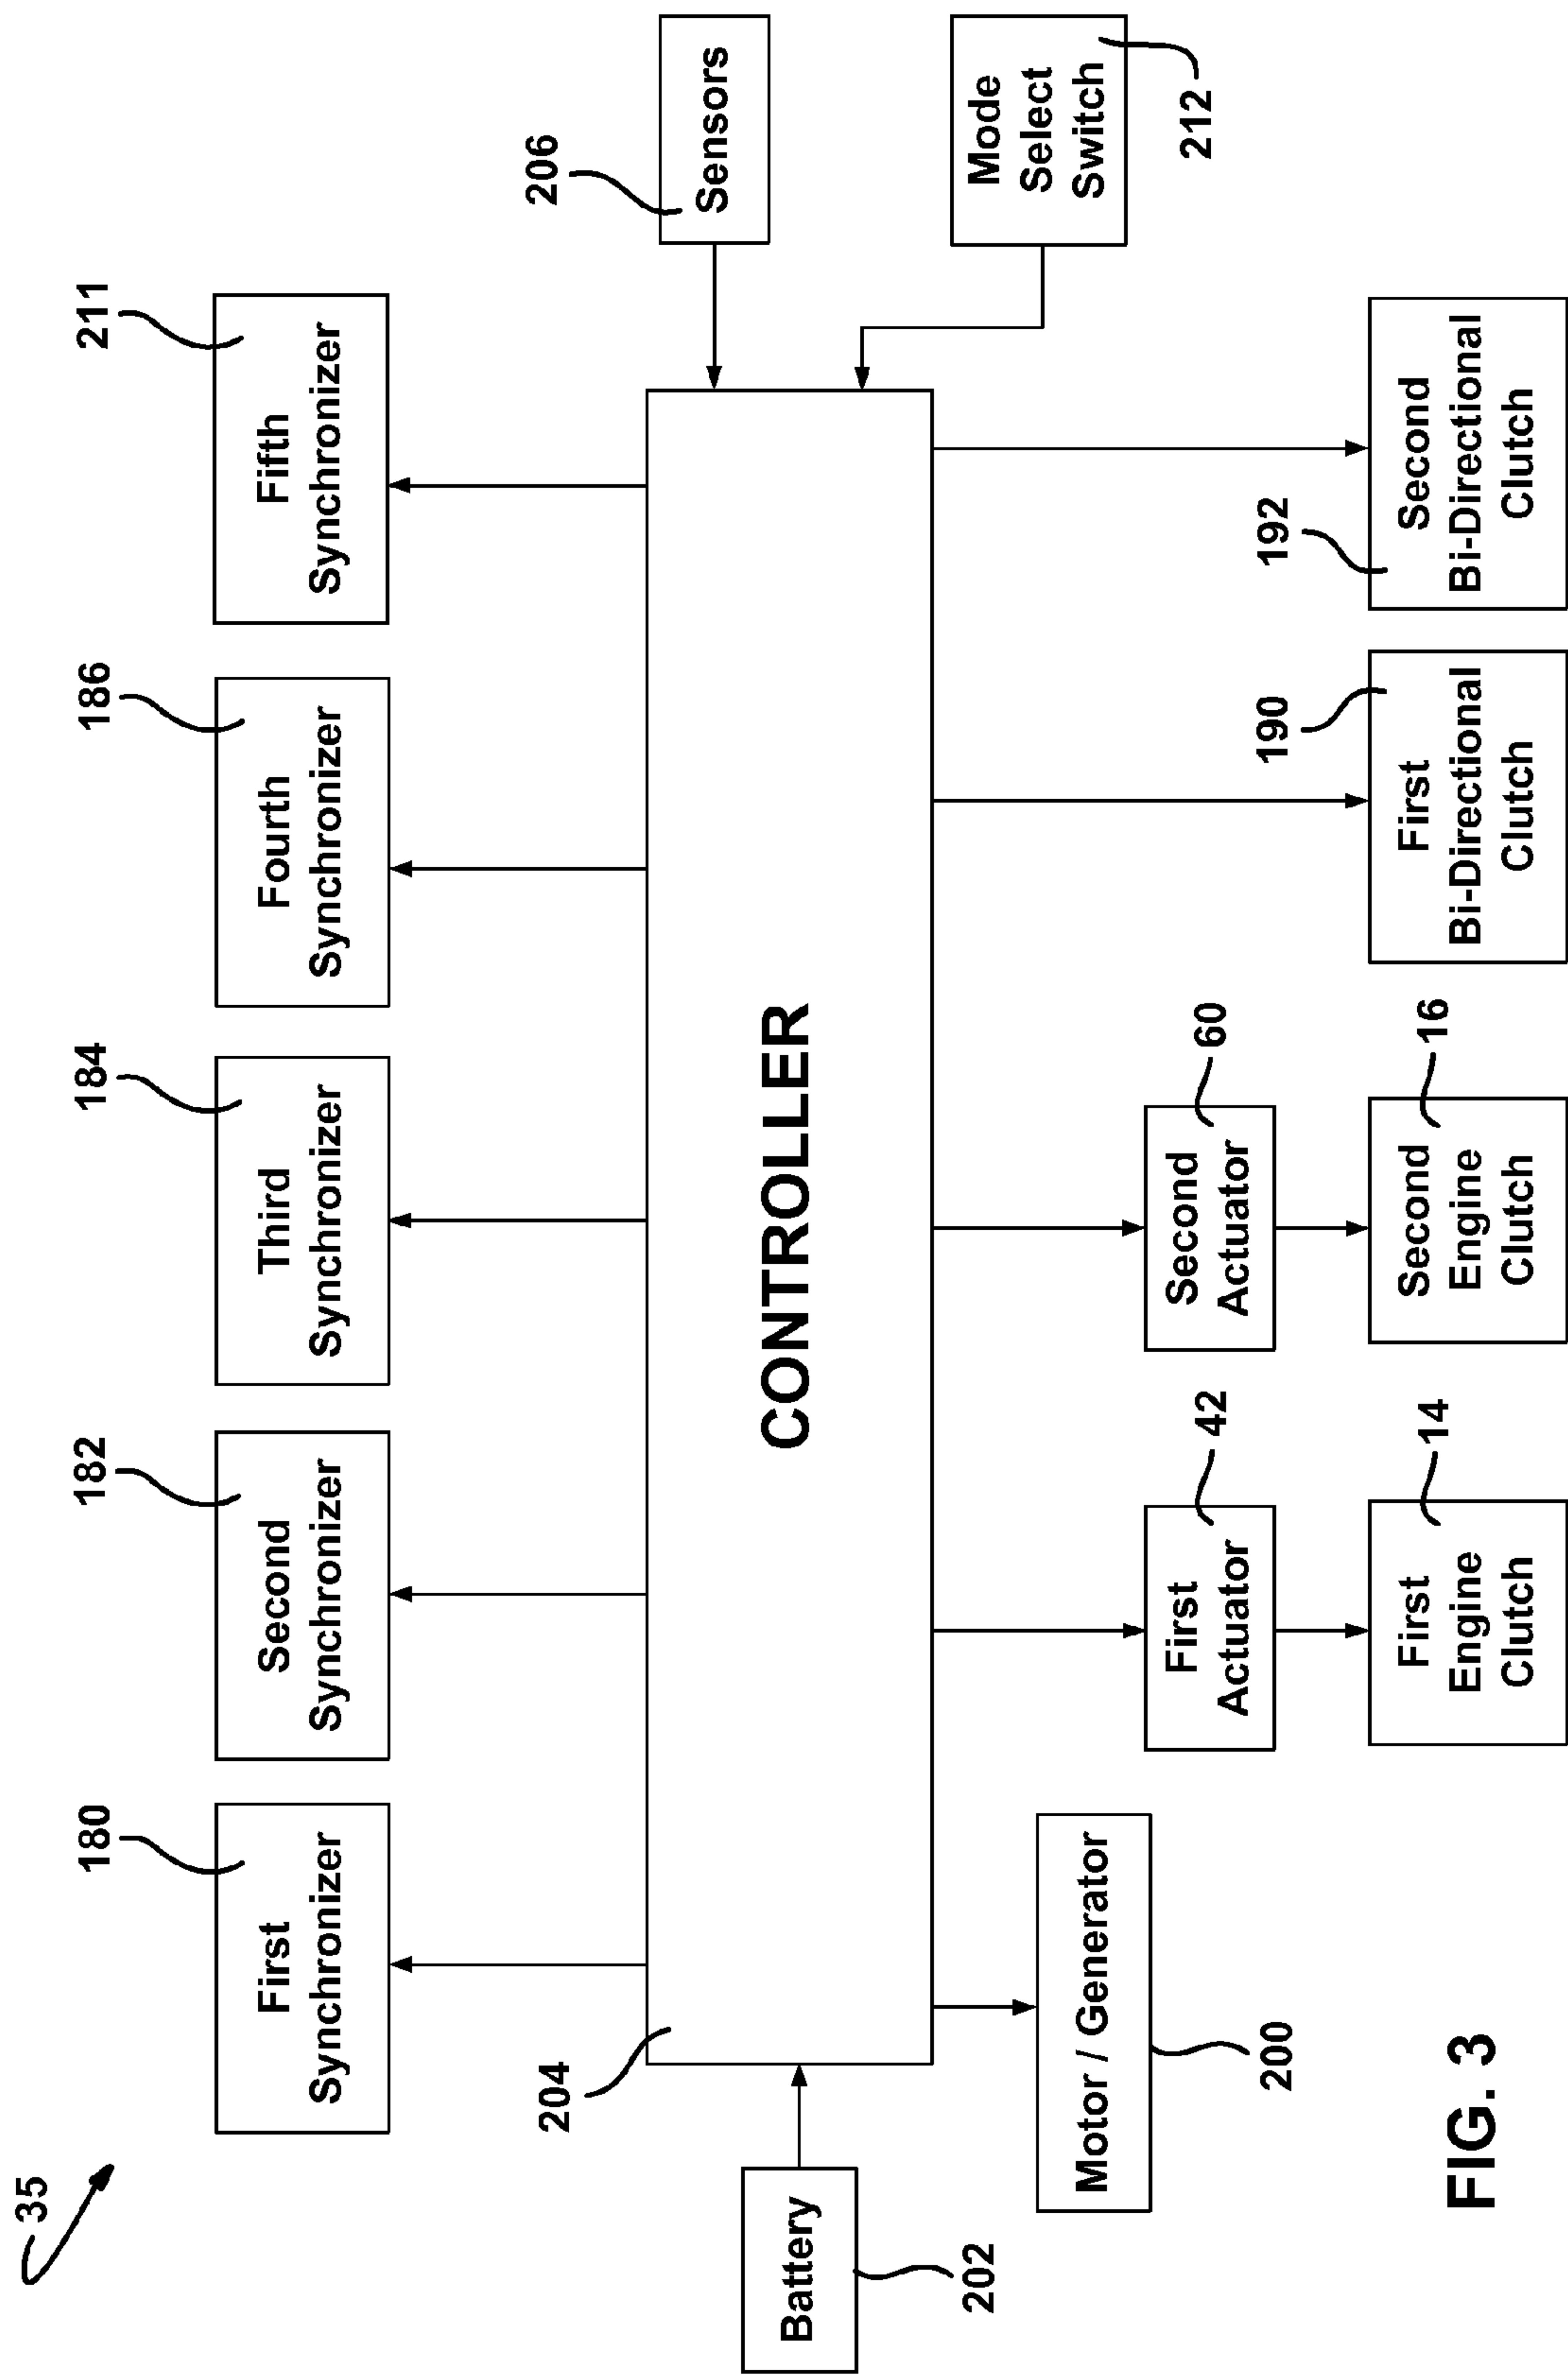 35
180
182
184
186
211
First
Synchronizer
Second
Synchronizer
Third
Synchronizer
Fourth
Synchronizer
Fifth
Synchronizer
204
206
Battery
202
CONTROLLER
Sensors
Mode
Select
Switch
212
Motor / Generator
200
First
Actuator
42
Second
Actuator
60
190
192
First
Engine
Clutch
14
Second
Engine
Clutch
16
First
Bi-Directional
Clutch
Second
Bi-Directional
Clutch
FIG. 3